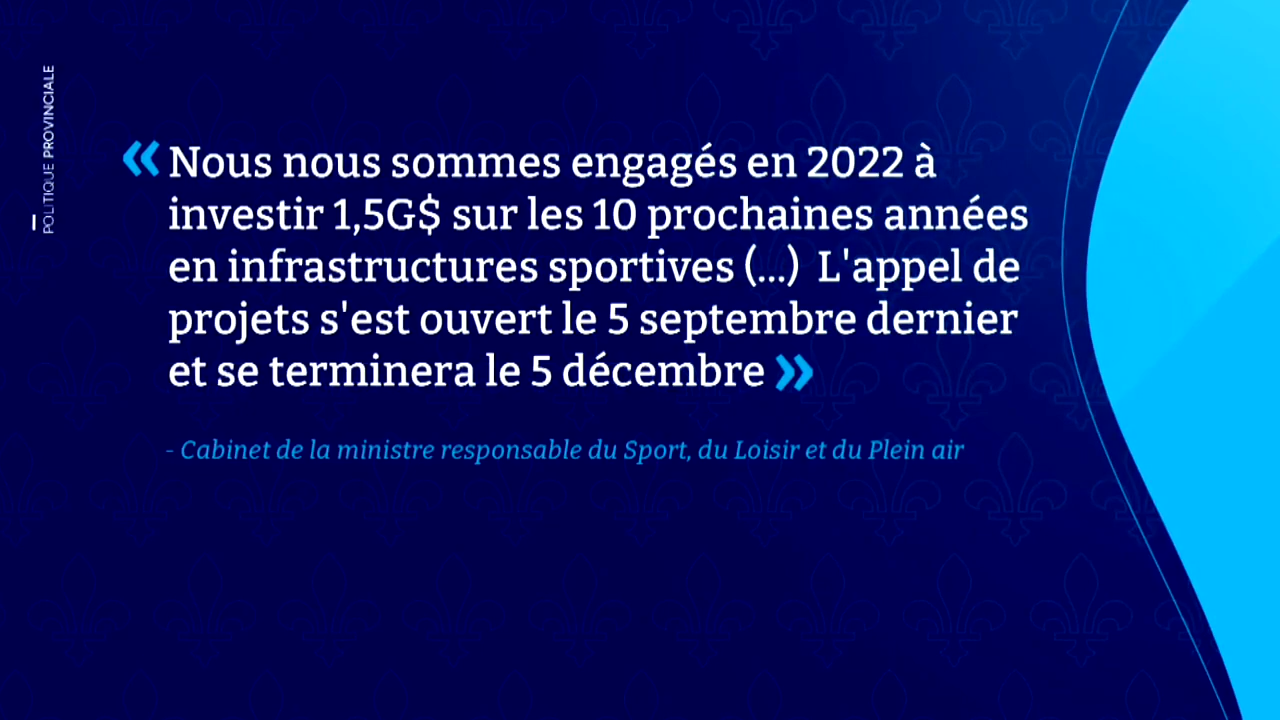 POLITIQUE PROVINCIALE
« Nous nous sommes engagés en 2022 à
investir 1,5G$ sur les 10 prochaines années
en infrastructures sportives (...)  L'appel de
projets s'est ouvert le 5 septembre dernier
et se terminera le 5 décembre »
- Cabinet de la ministre responsable du Sport, du Loisir et du Plein air